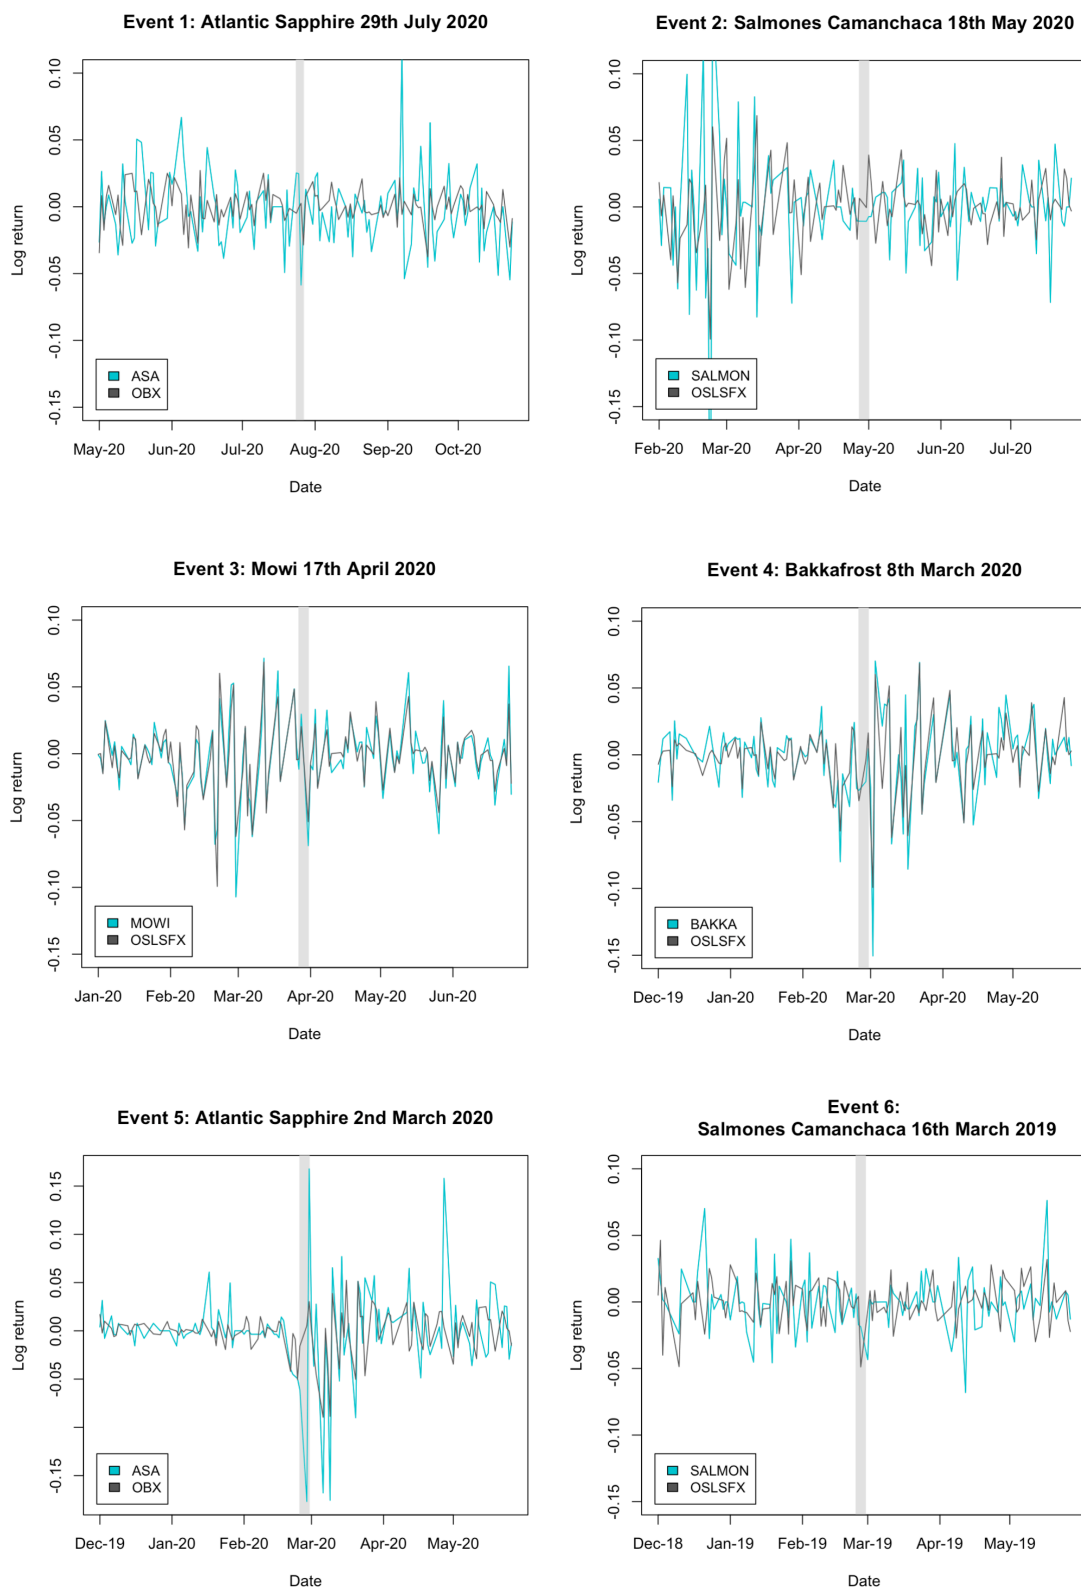 Event 1: Atlantic Sapphire 29th July 2020
0.10
0.05
0.00
-0.05
-0.10
-0.15
Log return
ASA
OBX
May-20 Jun-20 Jul-20 Aug-20 Sep-20 Oct-20
Date
Event 2: Salmones Camanchaca 18th May 2020
0.10
0.05
0.00
-0.05
-0.10
-0.15
Log return
SALMON
OSLSFX
Feb-20 Mar-20 Apr-20 May-20 Jun-20 Jul-20
Date
Event 3: Mowi 17th April 2020
0.10
0.05
0.00
-0.05
-0.10
-0.15
Log return
MOWI
OSLSFX
Jan-20 Feb-20 Mar-20 Apr-20 May-20 Jun-20
Date
Event 4: Bakkafrost 8th March 2020
0.10
0.05
0.00
-0.05
-0.10
-0.15
Log return
BAKKA
OSLSFX
Dec-19 Jan-20 Feb-20 Mar-20 Apr-20 May-20
Date
Event 5: Atlantic Sapphire 2nd March 2020
0.15
0.05
0.00
-0.05
-0.15
Log return
ASA
OBX
Dec-19 Jan-20 Feb-20 Mar-20 Apr-20 May-20
Date
Event 6:
Salmones Camanchaca 16th March 2019
0.10
0.05
0.00
-0.05
-0.10
-0.15
Log return
SALMON
OSLSFX
Dec-18 Jan-19 Feb-19 Mar-19 Apr-19 May-19
Date